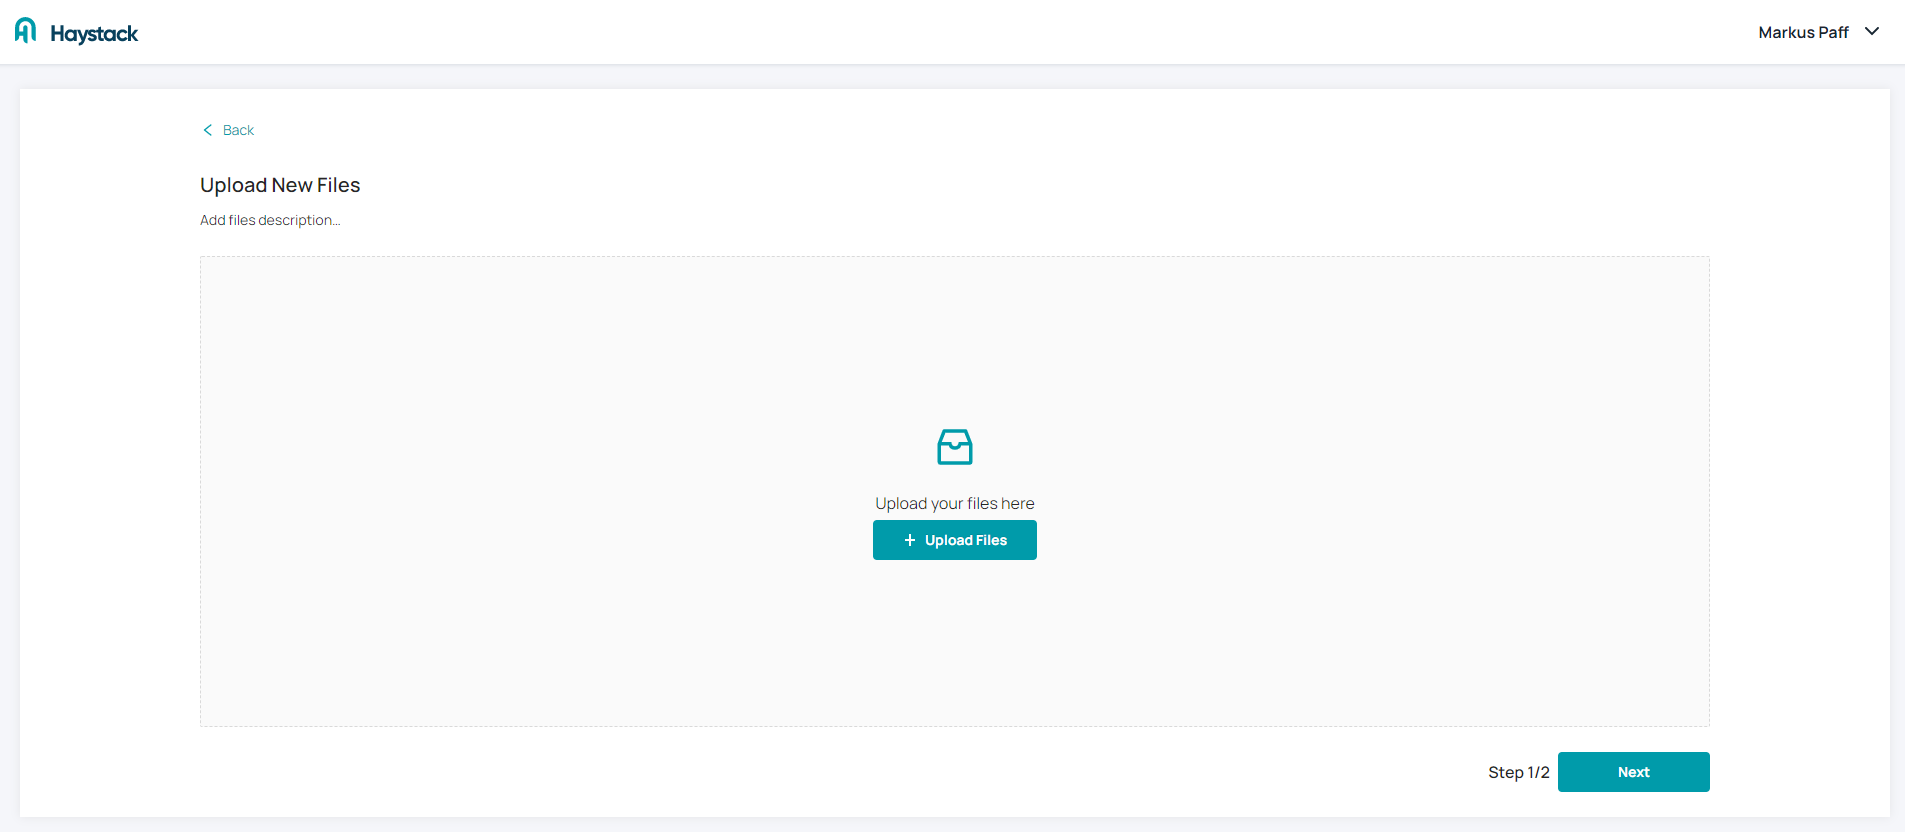 Haystack
Markus Paff
Back
Upload New Files
Add files description...
Upload your files here
+ Upload Files
Step 1/2
Next